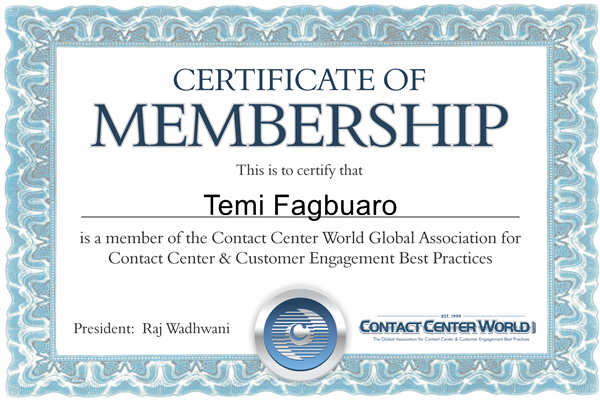 CERTIFICATE OF
MEMBERSHIP
This is to certify that
Temi Fagbuaro
is a member of the Contact Center World Global Association for
Contact Center & Customer Engagement Best Practices
President: Raj Wadhwani
EST. 1999
CONTACT CENTER WORLD
The Global Association for Contact Center & Customer Engagement Best Practices